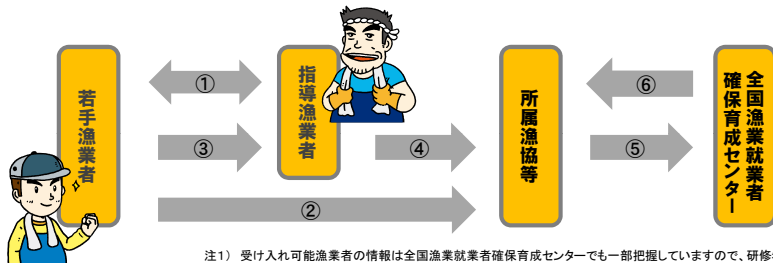 若手漁業者
①
③
②
指導漁業者
④
所属漁協等
⑥
⑤
全国漁業就業者
確保育成センター
注1） 受け入れ可能漁業者の情報は全国漁業就業者確保育成センターでも一部把握していますので、研修